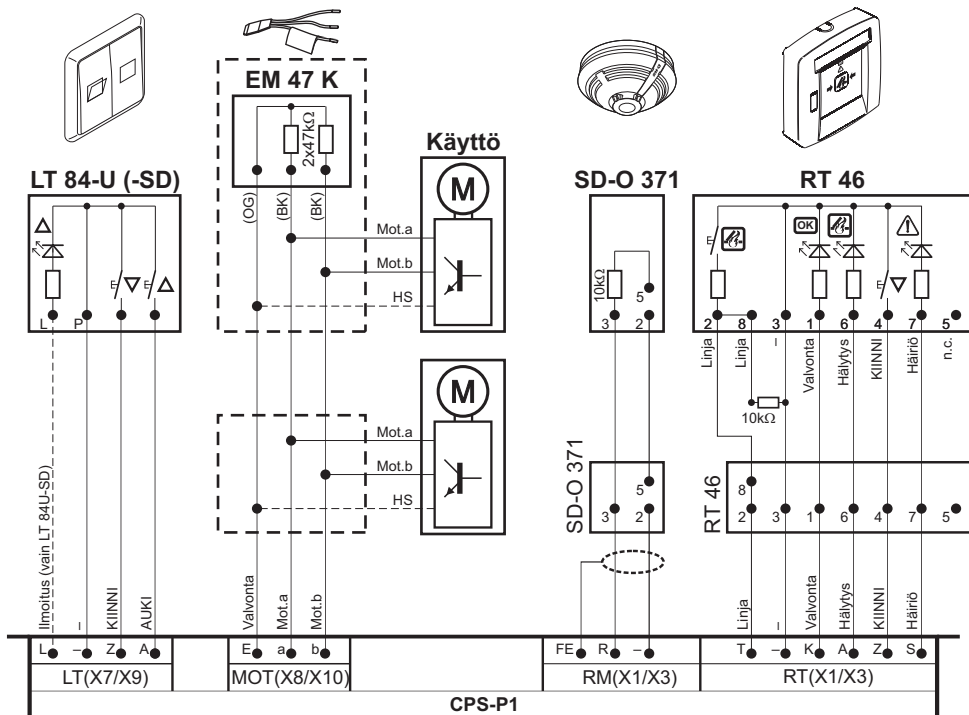 EM 47 K
2x47kΩ
(OG)
(BK)
(BK)
Käyttö
M
Mot.a
Mot.b
HS
M
Mot.a
Mot.b
HS
LT 84-U (-SD)
L
P
E
E
Ilmoitus (vain LT 84U-SD)
–
KIINNI
AUKI
Valvonta
Mot.a
Mot.b
SD-O 371
10kΩ
5
3
2
SD-O 371
5
3
2
RT 46
E
OK
E
2
8
3
1
6
4
7
5
Linja
Linja
–
Valvonta
Hälytys
KIINNI
Häiriö
n.c.
10kΩ
RT 46
8
2
3
1
6
4
7
5
Linja
–
Valvonta
Hälytys
KIINNI
Häiriö
L
–
Z
A
E
a
b
FE
R
–
T
–
K
A
Z
S
LT(X7/X9)
MOT(X8/X10)
RM(X1/X3)
RT(X1/X3)
CPS-P1